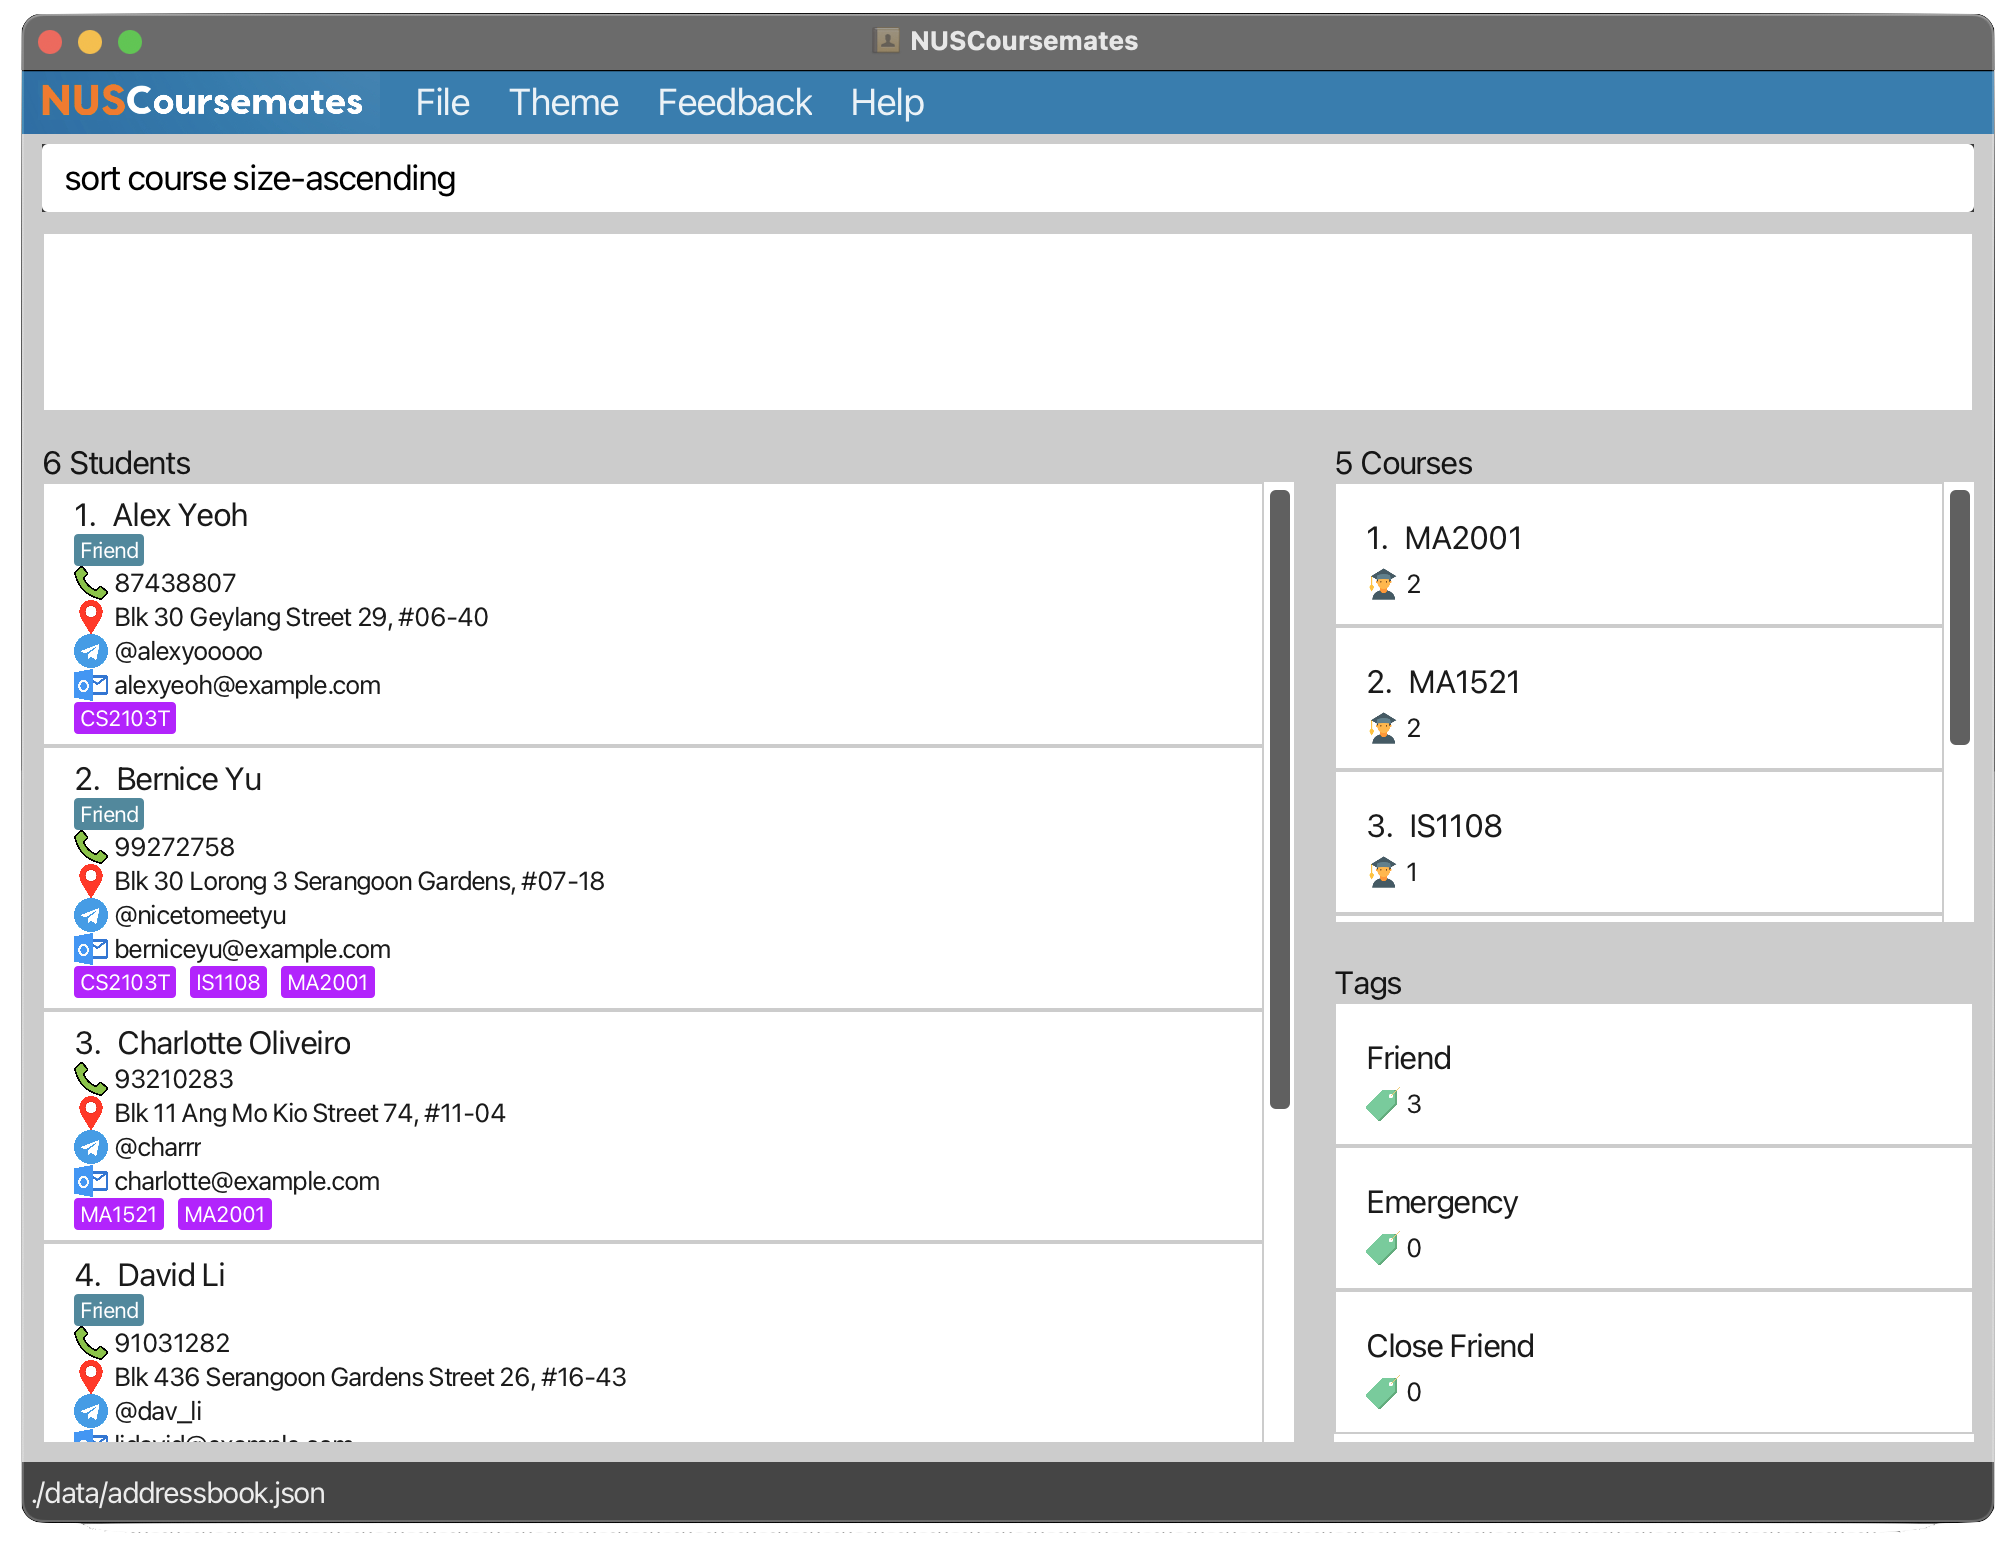 NUSCoursemates
NUSCoursemates File Theme Feedback Help
sort course size-ascending
6 Students
1. Alex Yeoh
Friend
87438807
Blk 30 Geylang Street 29, #06-40
@alexyooooo
alexyeoh@example.com
CS2103T
2. Bernice Yu
Friend
99272758
Blk 30 Lorong 3 Serangoon Gardens, #07-18
@nicetomeetyu
berniceyu@example.com
CS2103T IS1108 MA2001
3. Charlotte Oliveiro
93210283
Blk 11 Ang Mo Kio Street 74, #11-04
@charrr
charlotte@example.com
MA1521 MA2001
4. David Li
Friend
91031282
Blk 436 Serangoon Gardens Street 26, #16-43
@dav_li
lidavid@example.com
5 Courses
1. MA2001
2
2. MA1521
2
3. IS1108
1
Tags
Friend
3
Emergency
0
Close Friend
0
./data/addressbook.json